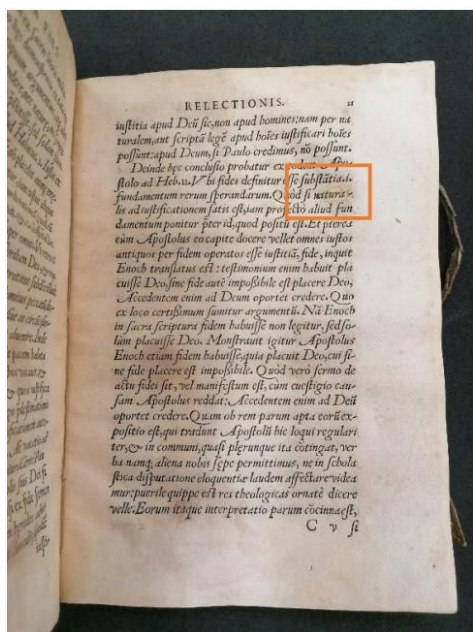 RELECTIONIS. 21
iustitia apud Deū sic, non apud homines: nam per na
turalem, aut scriptā legē apud hoīes iustificari hoīes
possunt: apud Deum, si Paulo credimus, nō possunt.
Deinde hęc conclusio probatur ex eodem Apo-
stolo ad Heb. 11. Vbi fides definitur esse substātia .i.
fundamentum rerum sperandarum. Quod si natura-
lis ad iustificationem satis est, iam profecto aliud fun
damentum ponitur pter id, quod positū est. Et pterea
cùm Apostolus eo capite docere vellet omnes iustos
antiquos per fidem operatos esse iustitiā, fide, inquit
Enoch translatus est: testimonium enim habuit pla
cuisse Deo, sine fide autē impoßibile est placere Deo,
Accedentem enim ad Deum oportet credere. Quo
ex loco certißimum sumitur argumentū. Nā Enoch
in sacra scriptura fidem habuisse non legitur, sed so-
lùm placuisse Deo. Monstrauit igitur Apostolus
Enoch etiam fidem habuisse, quia placuit Deo, cui si-
ne fide placere est impoßibile. Quòd verò sermo de
actu fidei sit, vel manifestum est, cùm euestigio cau-
sam Apostolus reddat: Accedentem enim ad Deū
oportet credere. Quam ob rem parum apta eorū ex-
positio est, qui tradunt Apostolū hic loqui regulari
ter, & in communi, quasi plerunque ita cōtingat, ver
ba namq; aliena nobis sępe permittimus, ne in schola
stica disputatione eloquentiæ laudem affectare videa
mur: puerile quippe est res theologicas ornatè dicere
velle. Eorum itaque interpretatio parum cōcinna est,
C v si